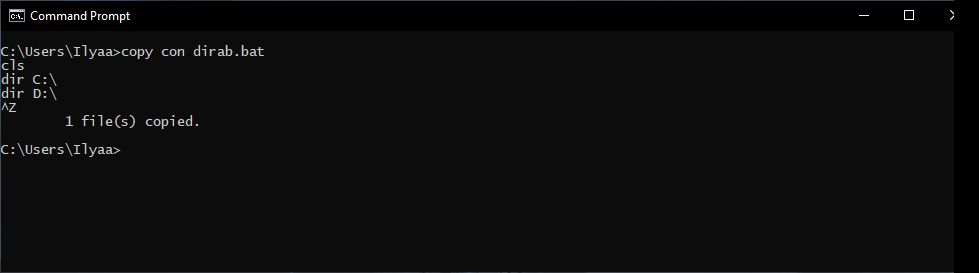 Command Prompt
C:\Users\Ilyaa>copy con dirab.bat
cls
dir C:\
dir D:\
^Z
        1 file(s) copied.
C:\Users\Ilyaa>